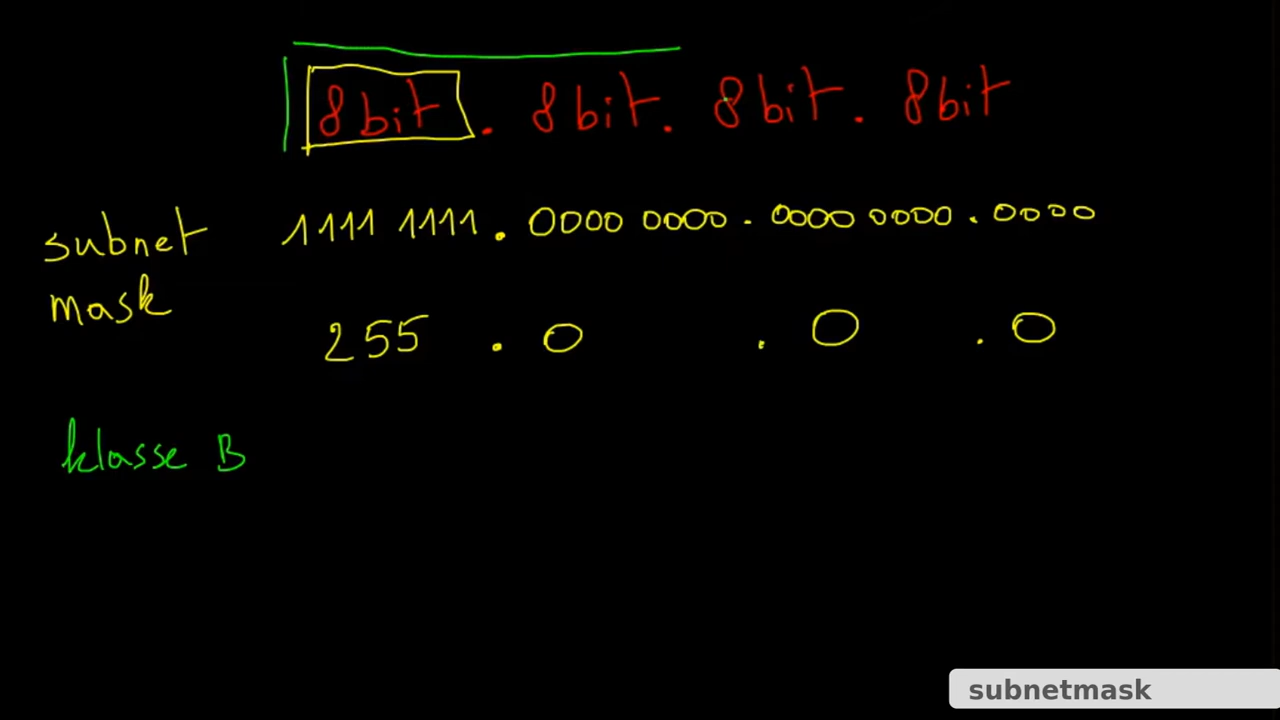 8bit . 8bit . 8bit . 8bit
subnet 1111 1111 . 0000 0000 . 0000 0000 . 0000
mask
255 . 0 . 0 . 0
klasse B
subnetmask